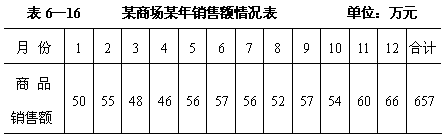 表 6—16 某商场某年销售额情况表 单位：万元
月 份 1 2 3 4 5 6 7 8 9 10 11 12 合计
商 品
销售额 50 55 48 46 56 57 56 52 57 54 60 66 657